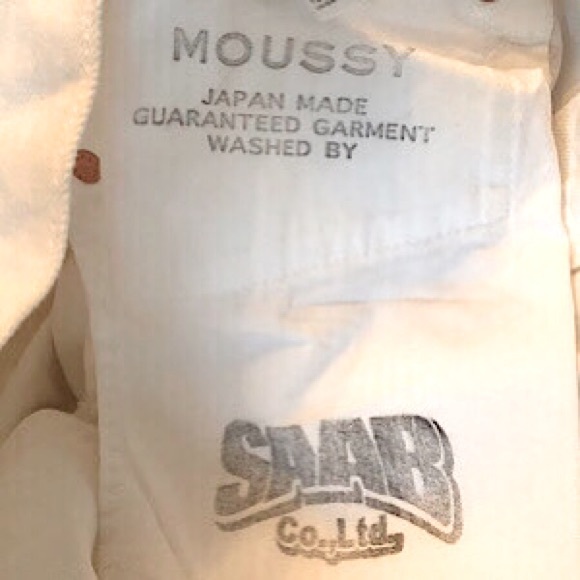 MOUSSY
JAPAN MADE
GUARANTEED GARMENT
WASHED BY
SAAB
Co.,Ltd.